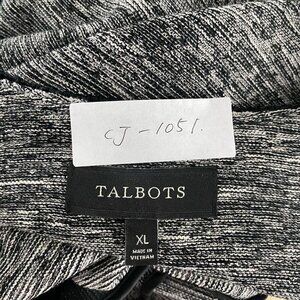 CJ-1051.
TALBOTS
XL
MADE IN
VIETNAM